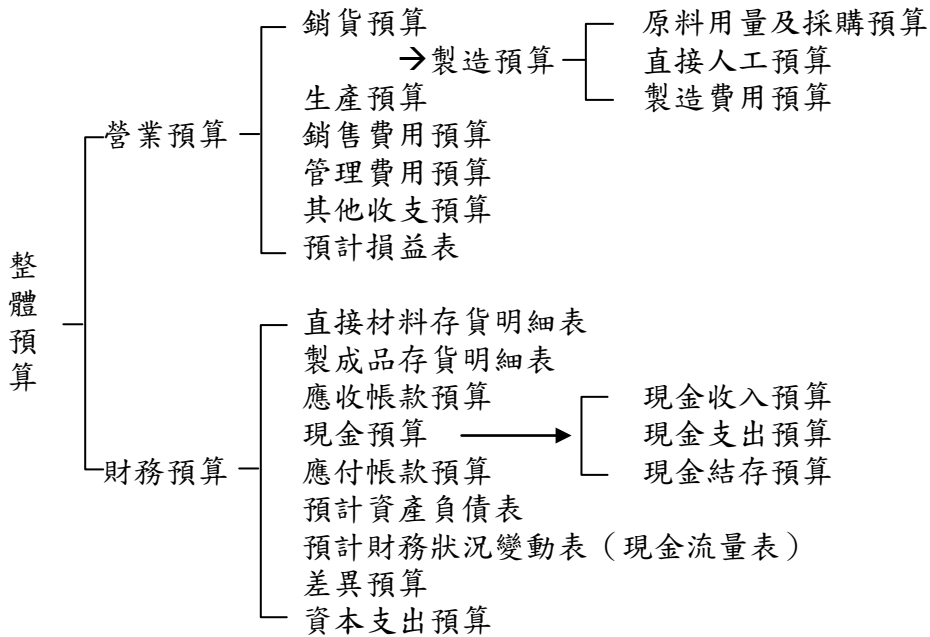 整體預算
營業預算
銷貨預算
→製造預算
原料用量及採購預算
直接人工預算
製造費用預算
生產預算
銷售費用預算
管理費用預算
其他收支預算
預計損益表
財務預算
直接材料存貨明細表
製成品存貨明細表
應收帳款預算
現金預算
現金收入預算
現金支出預算
現金結存預算
應付帳款預算
預計資產負債表
預計財務狀況變動表（現金流量表）
差異預算
資本支出預算